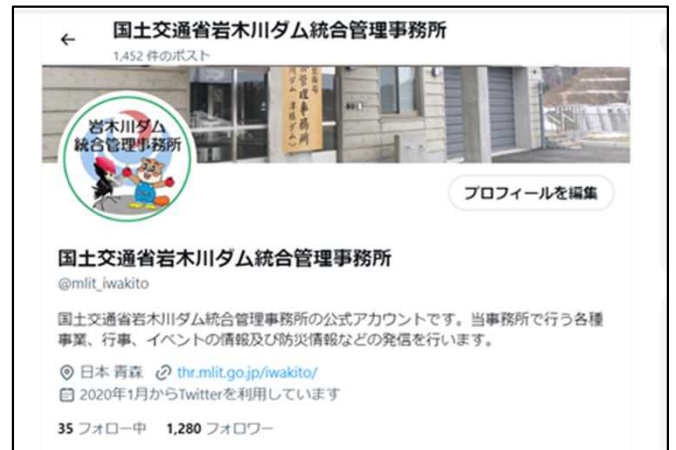 国土交通省岩木川ダム統合管理事務所
1,452 件のポスト
岩木川ダム
統合管理事務所
プロフィールを編集
国土交通省岩木川ダム統合管理事務所
@mlit_iwakito
国土交通省岩木川ダム統合管理事務所の公式アカウントです。当事務所で行う各種
事業、行事、イベントの情報及び防災情報などの発信を行います。
日本 青森 thr.mlit.go.jp/iwakito/
2020年1月からTwitterを利用しています
35 フォロー中 1,280 フォロワー